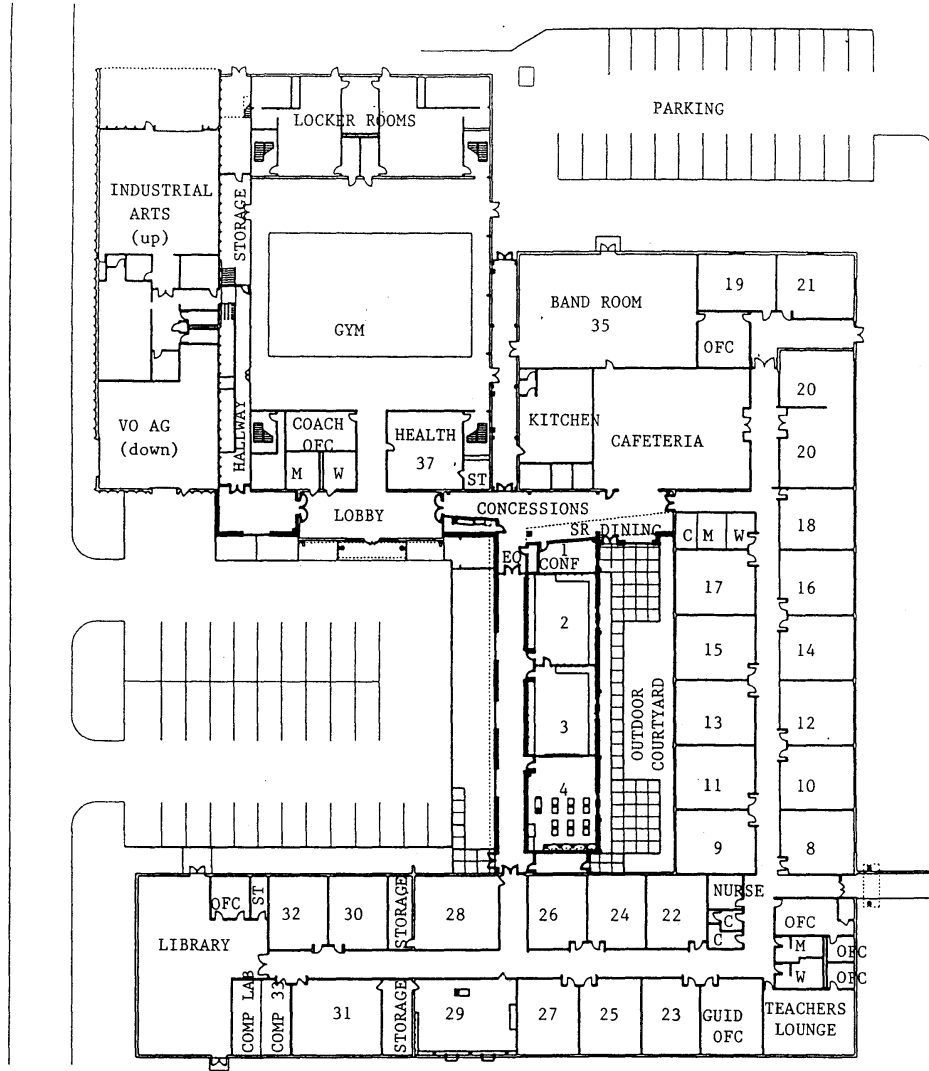 PARKING
LOCKER ROOMS
INDUSTRIAL
ARTS
(up)
STORAGE
GYM
BAND ROOM
35
19
21
OFC
20
KITCHEN
CAFETERIA
20
VO AG
(down)
HALLWAY
COACH
OFC
M
W
HEALTH
37
ST
LOBBY
CONCESSIONS
SR DINING
EQ
1
CONF
C
M
W
18
2
17
16
15
14
3
OUTDOOR
COURTYARD
13
12
4
11
10
9
8
NURSE
OFC
ST
32
30
STORAGE
28
26
24
22
C
C
OFC
LIBRARY
M
OFC
W
OFC
COMP LAB
COMP 33
31
STORAGE
29
27
25
23
GUID
OFC
TEACHERS
LOUNGE